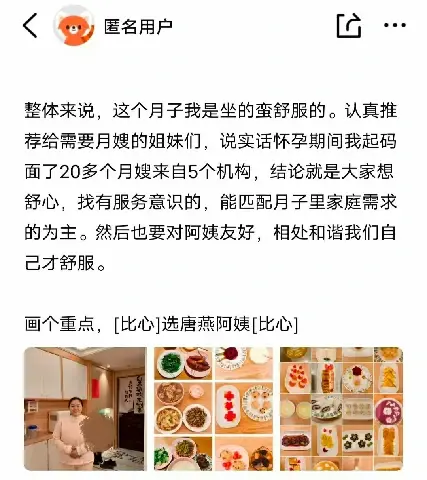 匿名用户
整体来说，这个月子我是坐的蛮舒服的。认真推
荐给需要月嫂的姐妹们，说实话怀孕期间我起码
面了20多个月嫂来自5个机构，结论就是大家想
舒心，找有服务意识的，能匹配月子里家庭需求
的为主。然后也要对阿姨友好，相处和谐我们自
己才舒服。
画个重点，[比心]选唐燕阿姨[比心]